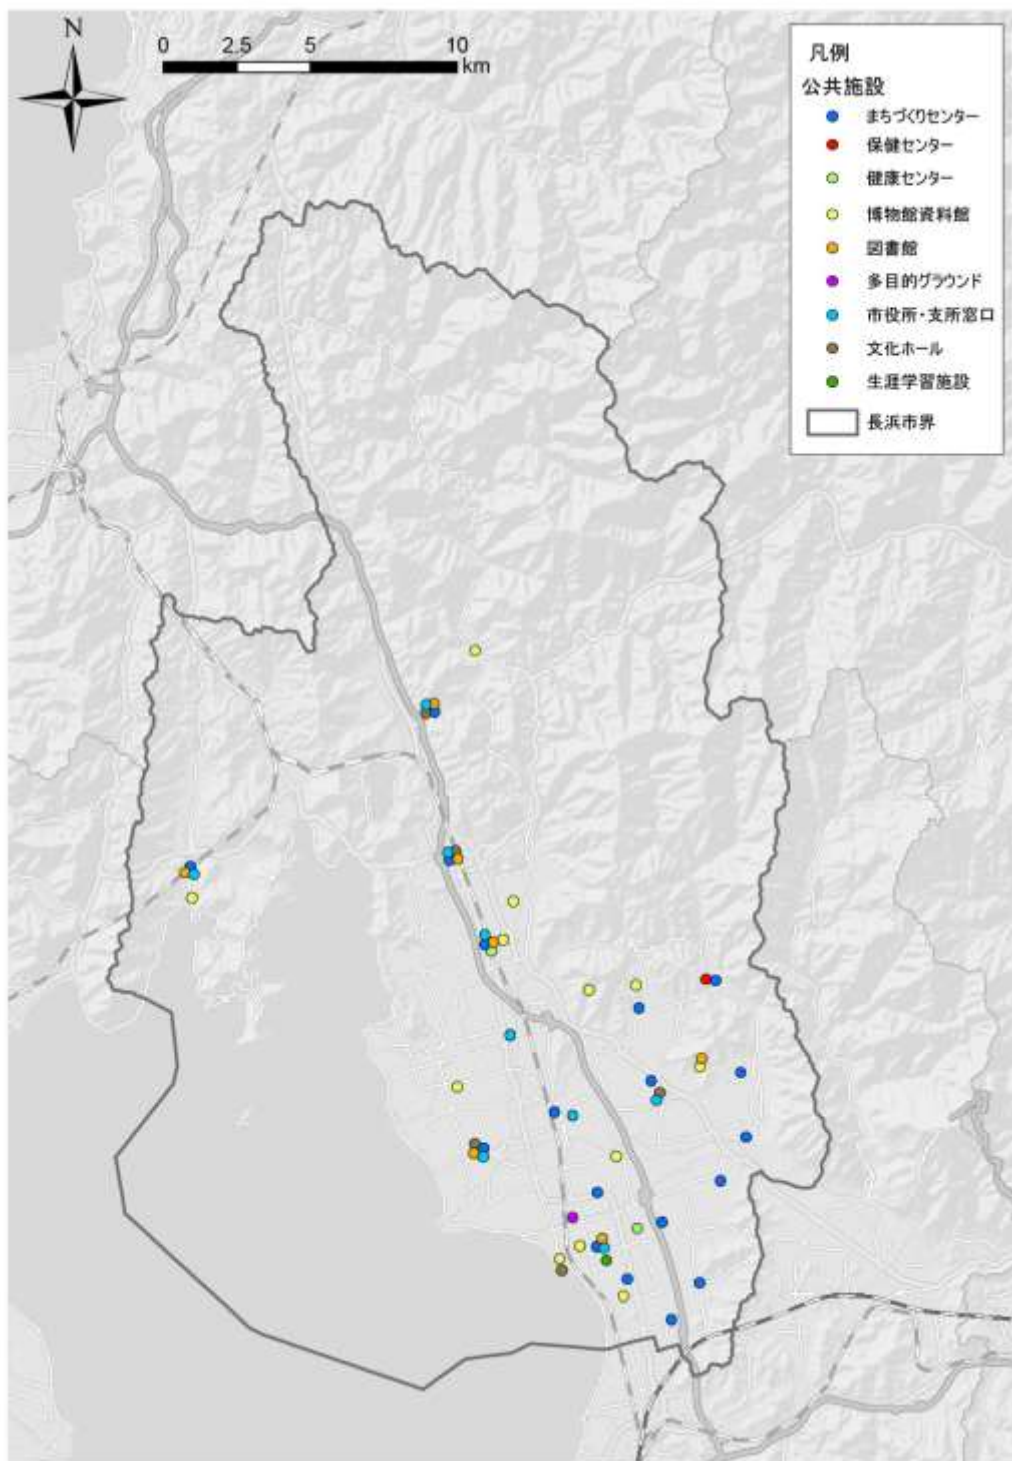 N
0 2.5 5 10
km
凡例
公共施設
まちづくりセンター
保健センター
健康センター
博物館資料館
図書館
多目的グラウンド
市役所・支所窓口
文化ホール
生涯学習施設
長浜市界